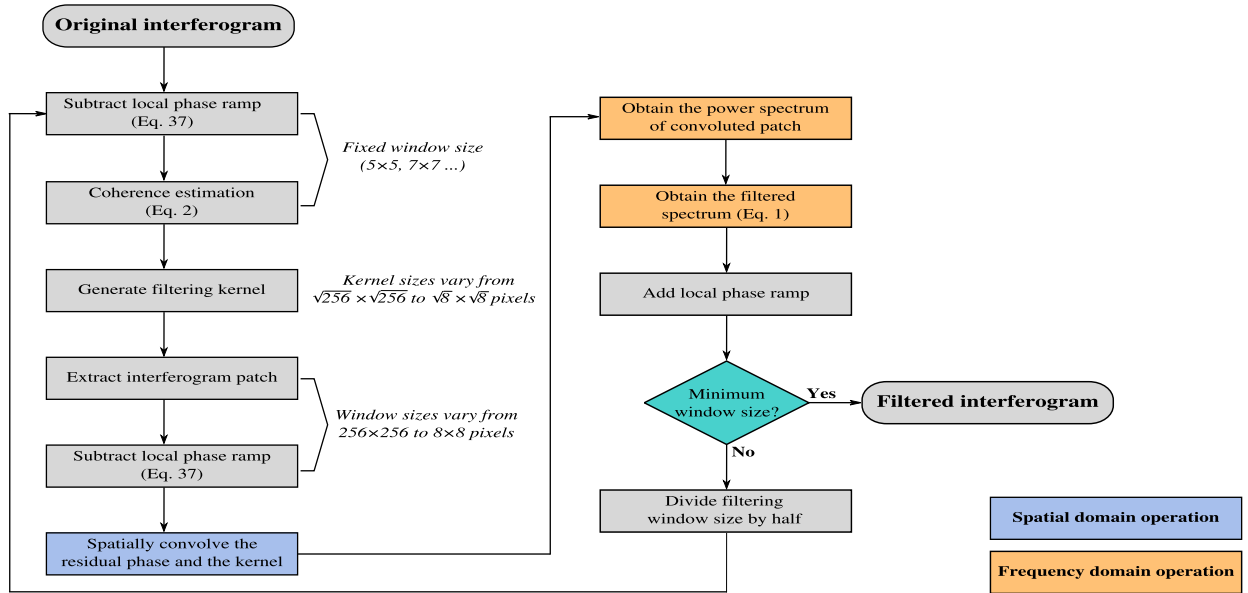 Original interferogram
Subtract local phase ramp
(Eq. 37)
Fixed window size
(5×5, 7×7 ...)
Coherence estimation
(Eq. 2)
Generate filtering kernel
Kernel sizes vary from
√256 ×√256 to √8 ×√8 pixels
Extract interferogram patch
Window sizes vary from
256×256 to 8×8 pixels
Subtract local phase ramp
(Eq. 37)
Spatially convolve the
residual phase and the kernel
Obtain the power spectrum
of convoluted patch
Obtain the filtered
spectrum (Eq. 1)
Add local phase ramp
Minimum
window size?
Yes
Filtered interferogram
No
Divide filtering
window size by half
Spatial domain operation
Frequency domain operation